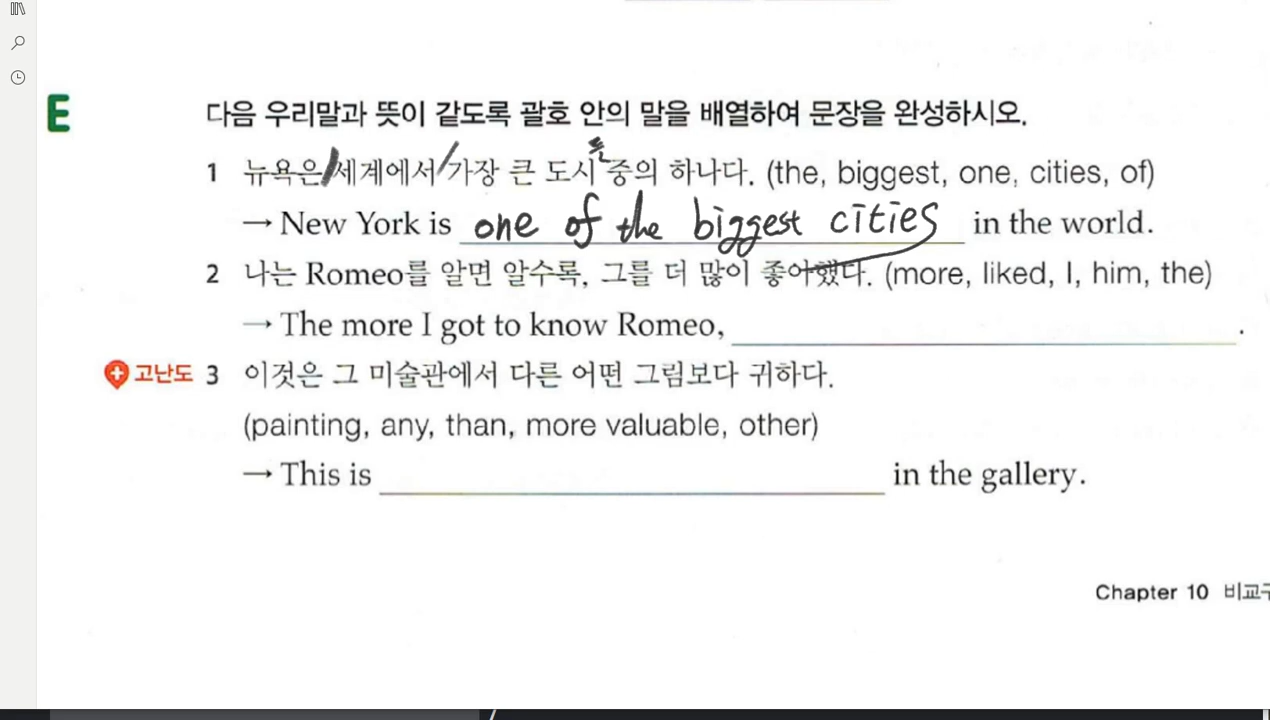 E 다음 우리말과 뜻이 같도록 괄호 안의 말을 배열하여 문장을 완성하시오.
들
1 뉴욕은/세계에서/가장 큰 도시 중의 하나다. (the, biggest, one, cities, of)
→ New York is one of the biggest cities in the world.
2 나는 Romeo를 알면 알수록, 그를 더 많이 좋아했다. (more, liked, I, him, the)
→ The more I got to know Romeo, .
고난도 3 이것은 그 미술관에서 다른 어떤 그림보다 귀하다.
(painting, any, than, more valuable, other)
→ This is in the gallery.
Chapter 10 비교구